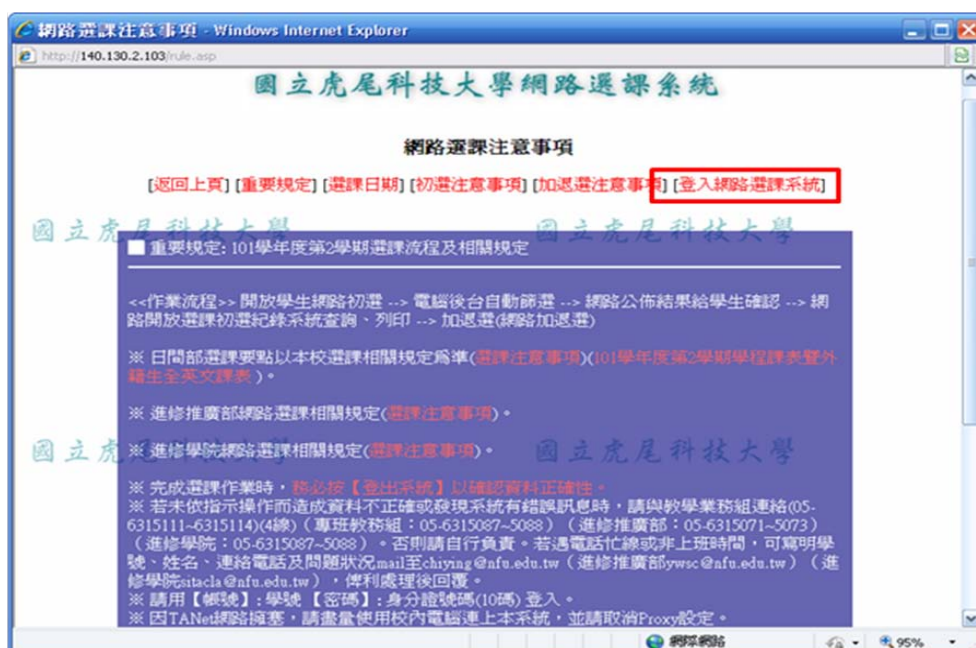 網路選課注意事項 - Windows Internet Explorer
http://140.130.2.103/rule.asp
國立虎尾科技大學網路選課系統
網路選課注意事項
[返回上頁] [重要規定] [選課日期] [初選注意事項] [加退選注意事項] [登入網路選課系統]
國立虎尾科技大學 國立虎尾科技大學
■ 重要規定: 101學年度第2學期選課流程及相關規定
<<作業流程>> 開放學生網路初選 --> 電腦後台自動篩選 --> 網路公佈結果給學生確認 --> 網
路開放選課初選紀錄系統查詢、列印 --> 加退選(網路加退選)
※ 日間部選課要點以本校選課相關規定為準(選課注意事項)(101學年度第2學期學程課表暨外
籍生全英文課表)。
※ 進修推廣部網路選課相關規定(選課注意事項)。
國立虎尾科技大學 國立虎尾科技大學
※ 進修學院網路選課相關規定(選課注意事項)。
※ 完成選課作業時，務必按【登出系統】以確認資料正確性。
※ 若未依指示操作而造成資料不正確或發現系統有錯誤訊息時，請與教學業務組連絡(05-
6315111~6315114)(4線)（專班教務組：05-6315087~5088）（進修推廣部：05-6315071~5073）
（進修學院：05-6315087~5088）。否則請自行負責。若遇電話忙線或非上班時間，可寫明學
號、姓名、連絡電話及問題狀況mail至chiying@nfu.edu.tw（進修推廣部ywsc@nfu.edu.tw）（進
修學院sitacla@nfu.edu.tw），俾利處理後回覆。
※ 請用【帳號】: 學號 【密碼】: 身分證號碼(10碼) 登入。
※ 因TANet網路擁塞，請盡量使用校內電腦連上本系統，並請取消Proxy設定。
網際網路 95%